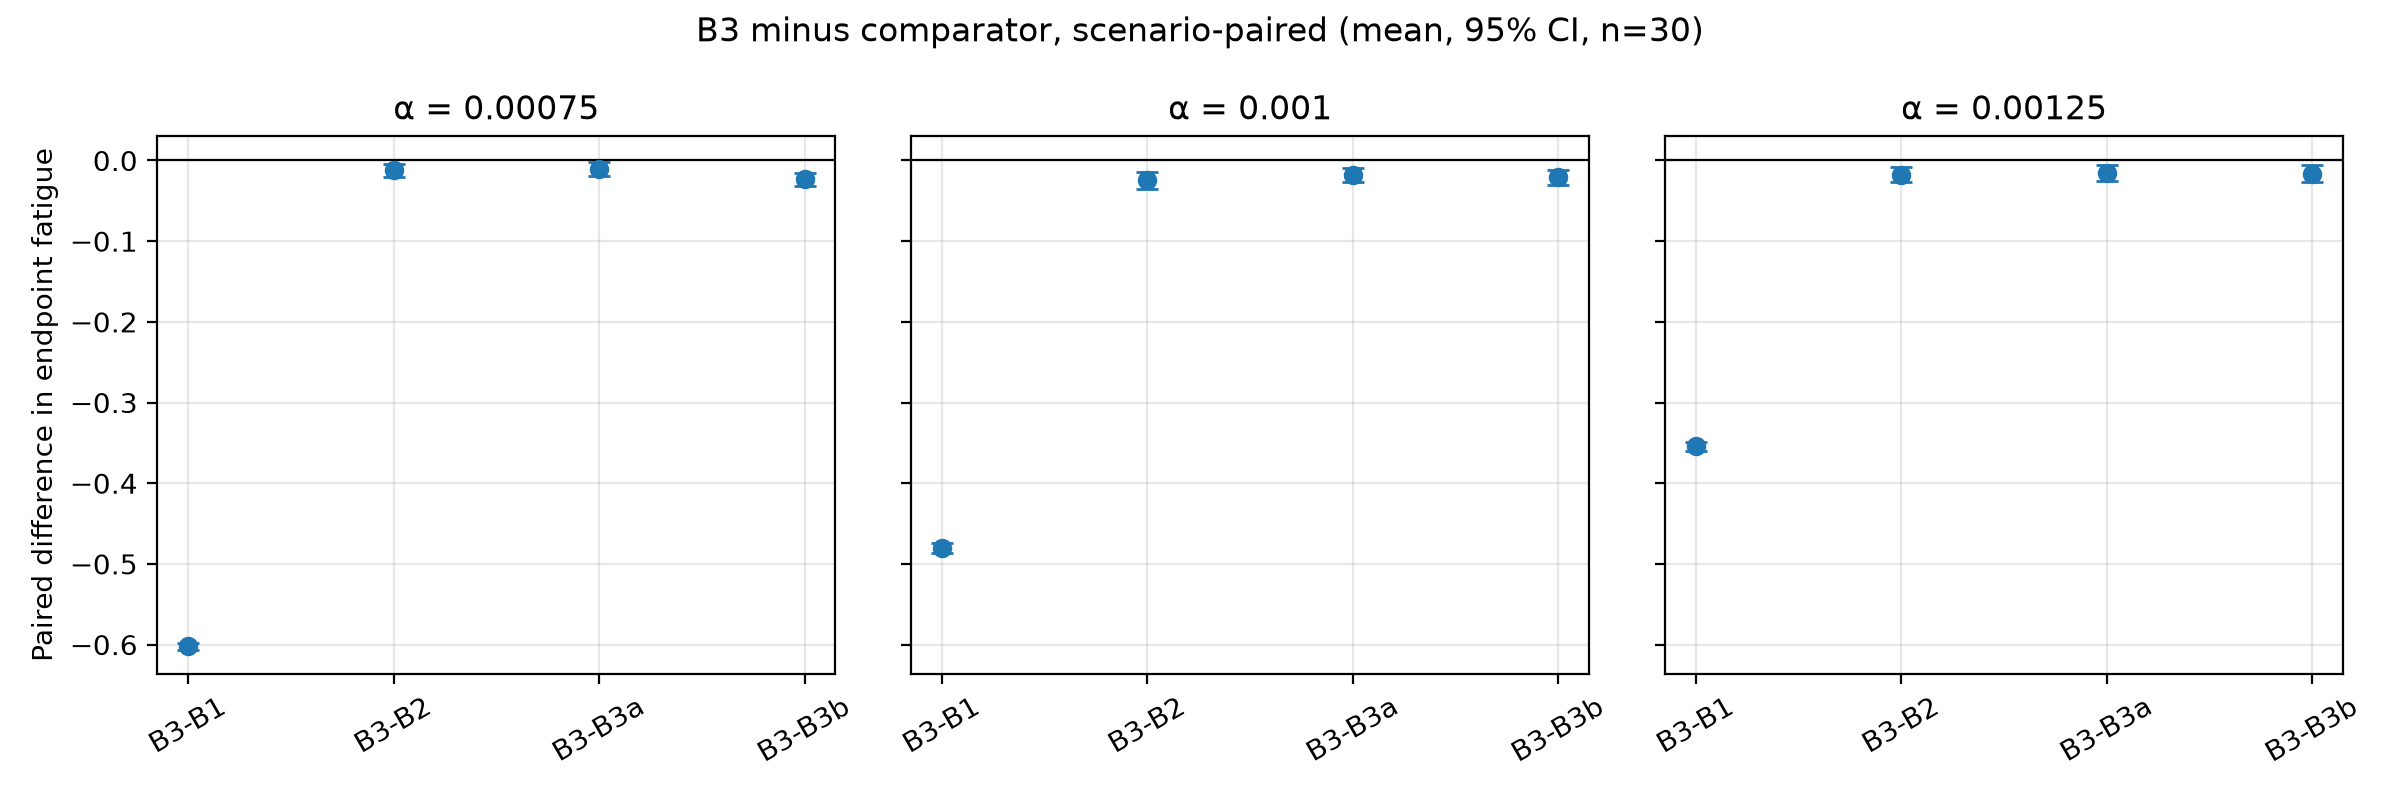 B3 minus comparator, scenario-paired (mean, 95% CI, n=30)
α = 0.00075
α = 0.001
α = 0.00125
Paired difference in endpoint fatigue
0.0
−0.1
−0.2
−0.3
−0.4
−0.5
−0.6
B3-B1
B3-B2
B3-B3a
B3-B3b
B3-B1
B3-B2
B3-B3a
B3-B3b
B3-B1
B3-B2
B3-B3a
B3-B3b